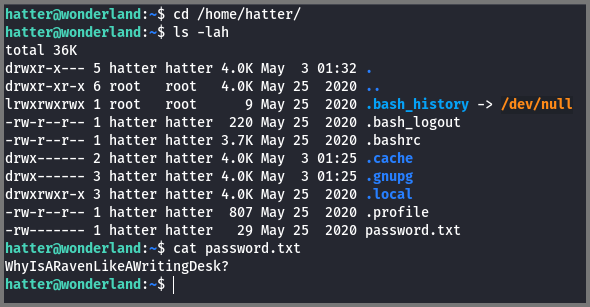 hatter@wonderland:~$ cd /home/hatter/
hatter@wonderland:~$ ls -lah
total 36K
drwxr-x--- 5 hatter hatter 4.0K May  3 01:32 .
drwxr-xr-x 6 root   root   4.0K May 25  2020 ..
lrwxrwxrwx 1 root   root      9 May 25  2020 .bash_history -> /dev/null
-rw-r--r-- 1 hatter hatter  220 May 25  2020 .bash_logout
-rw-r--r-- 1 hatter hatter 3.7K May 25  2020 .bashrc
drwx------ 2 hatter hatter 4.0K May  3 01:25 .cache
drwx------ 3 hatter hatter 4.0K May  3 01:25 .gnupg
drwxrwxr-x 3 hatter hatter 4.0K May 25  2020 .local
-rw-r--r-- 1 hatter hatter  807 May 25  2020 .profile
-rw------- 1 hatter hatter   29 May 25  2020 password.txt
hatter@wonderland:~$ cat password.txt
WhyIsARavenLikeAWritingDesk?
hatter@wonderland:~$